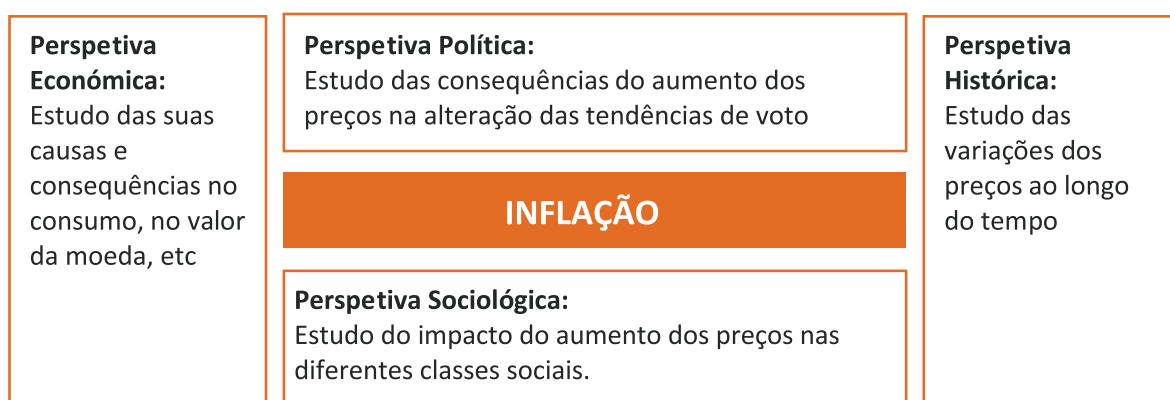 Perspetiva
Económica:
Estudo das suas
causas e
consequências no
consumo, no valor
da moeda, etc
Perspetiva Política:
Estudo das consequências do aumento dos
preços na alteração das tendências de voto
INFLAÇÃO
Perspetiva Sociológica:
Estudo do impacto do aumento dos preços nas
diferentes classes sociais.
Perspetiva
Histórica:
Estudo das
variações dos
preços ao longo
do tempo